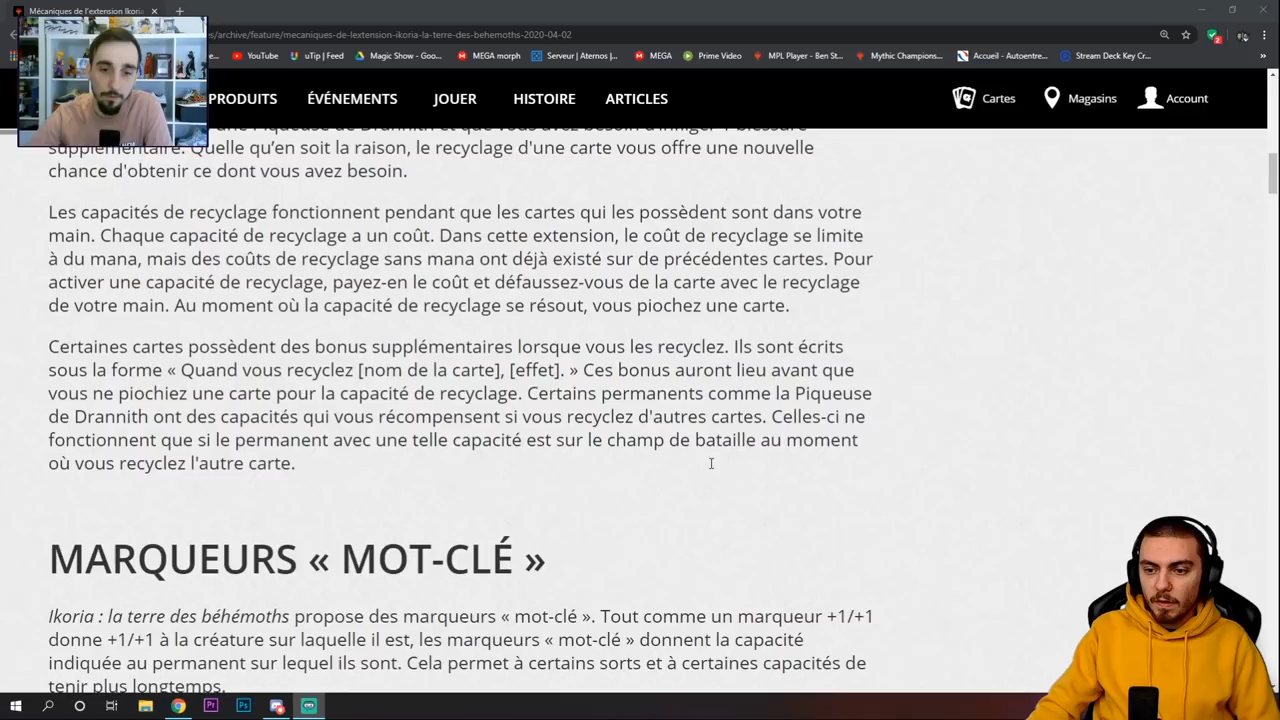 Mécaniques de l'extension Ikoria
s/archive/feature/mecaniques-de-lextension-ikoria-la-terre-des-behemoths-2020-04-02
YouTube
uTip | Feed
Magic Show - Goo...
MEGA morph
Serveur | Aternos |...
MEGA
Prime Video
MPL Player - Ben St...
Mythic Champions...
Accueil - Autoentre...
Stream Deck Key Cr...
PRODUITS
ÉVÉNEMENTS
JOUER
HISTOIRE
ARTICLES
Cartes
Magasins
Account
supplémentaire. Quelle qu'en soit la raison, le recyclage d'une carte vous offre une nouvelle
chance d'obtenir ce dont vous avez besoin.
Les capacités de recyclage fonctionnent pendant que les cartes qui les possèdent sont dans votre
main. Chaque capacité de recyclage a un coût. Dans cette extension, le coût de recyclage se limite
à du mana, mais des coûts de recyclage sans mana ont déjà existé sur de précédentes cartes. Pour
activer une capacité de recyclage, payez-en le coût et défaussez-vous de la carte avec le recyclage
de votre main. Au moment où la capacité de recyclage se résout, vous piochez une carte.
Certaines cartes possèdent des bonus supplémentaires lorsque vous les recyclez. Ils sont écrits
sous la forme « Quand vous recyclez [nom de la carte], [effet]. » Ces bonus auront lieu avant que
vous ne piochiez une carte pour la capacité de recyclage. Certains permanents comme la Piqueuse
de Drannith ont des capacités qui vous récompensent si vous recyclez d'autres cartes. Celles-ci ne
fonctionnent que si le permanent avec une telle capacité est sur le champ de bataille au moment
où vous recyclez l'autre carte.
MARQUEURS « MOT-CLÉ »
Ikoria : la terre des béhémoths propose des marqueurs « mot-clé ». Tout comme un marqueur +1/+1
donne +1/+1 à la créature sur laquelle il est, les marqueurs « mot-clé » donnent la capacité
indiquée au permanent sur lequel ils sont. Cela permet à certains sorts et à certaines capacités de
tenir plus longtemps.